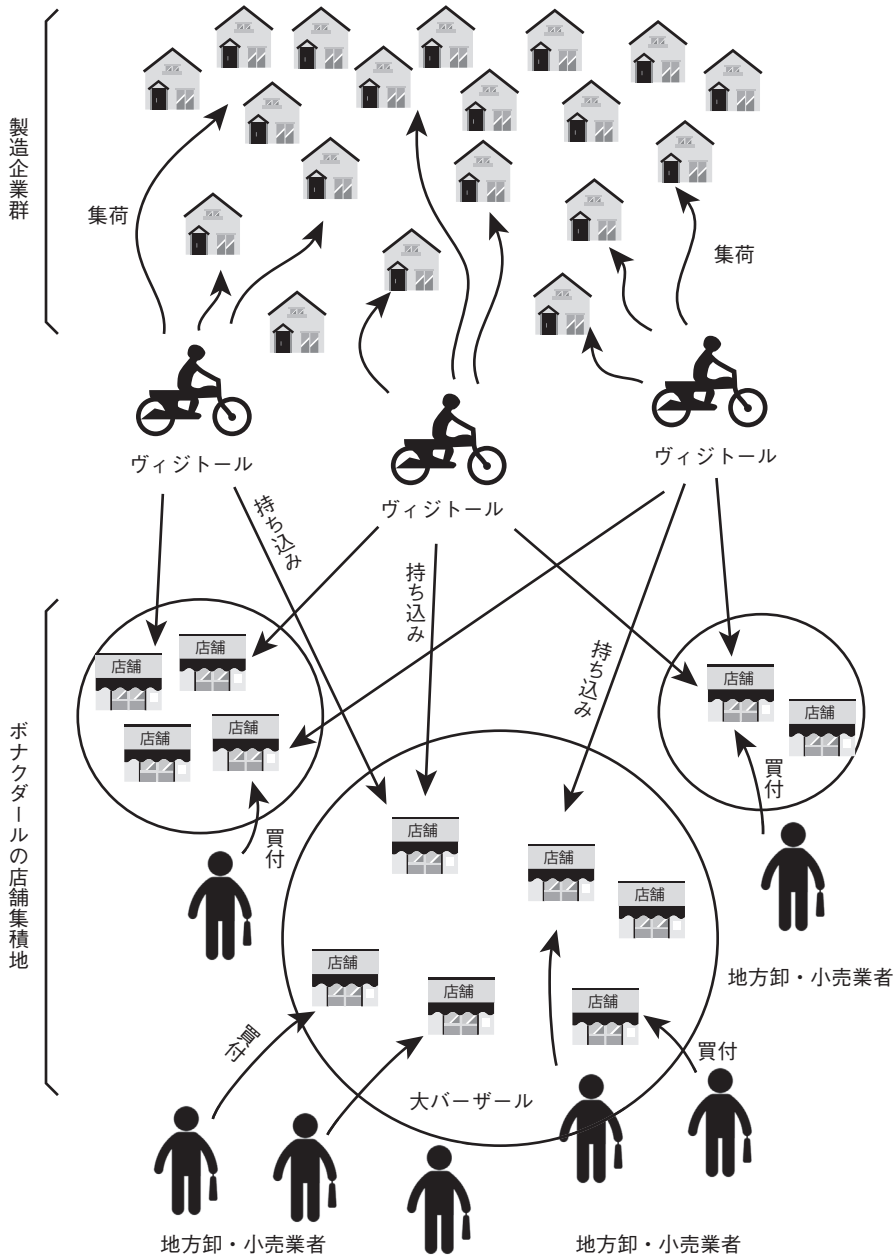 製造企業群
集荷
集荷
ヴィジトール
ヴィジトール
ヴィジトール
持ち込み
持ち込み
持ち込み
ボナクダールの店舗集積地
店舗
店舗
店舗
店舗
店舗
店舗
買付
買付
店舗
店舗
店舗
店舗
店舗
店舗
地方卸・小売業者
買付
買付
大バーザール
地方卸・小売業者
地方卸・小売業者